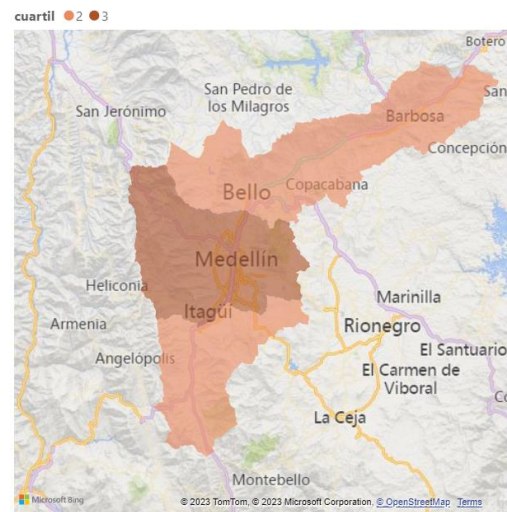 cuartil 2 3
Botero
San Pedro de
los Milagros
San
San Jerónimo
Barbosa
Concepción
Bello
Copacabana
Medellín
Heliconia
Marinilla
Itagüí
Armenia
Rionegro
El Santuario
Angelópolis
El Carmen de
Viboral
La Ceja
Montebello
Microsoft Bing
© 2023 TomTom, © 2023 Microsoft Corporation, © OpenStreetMap Terms